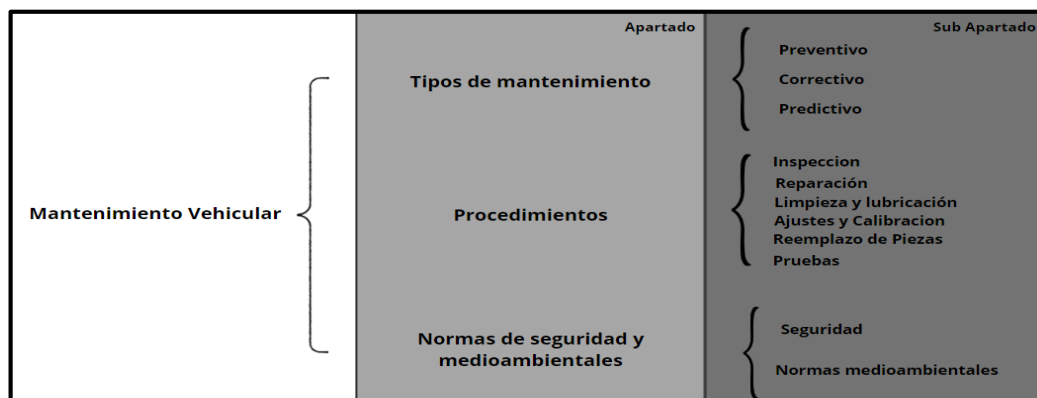 Apartado
Sub Apartado
Mantenimiento Vehicular
Tipos de mantenimiento
Preventivo
Correctivo
Predictivo
Procedimientos
Inspeccion
Reparación
Limpieza y lubricación
Ajustes y Calibracion
Reemplazo de Piezas
Pruebas
Normas de seguridad y
medioambientales
Seguridad
Normas medioambientales